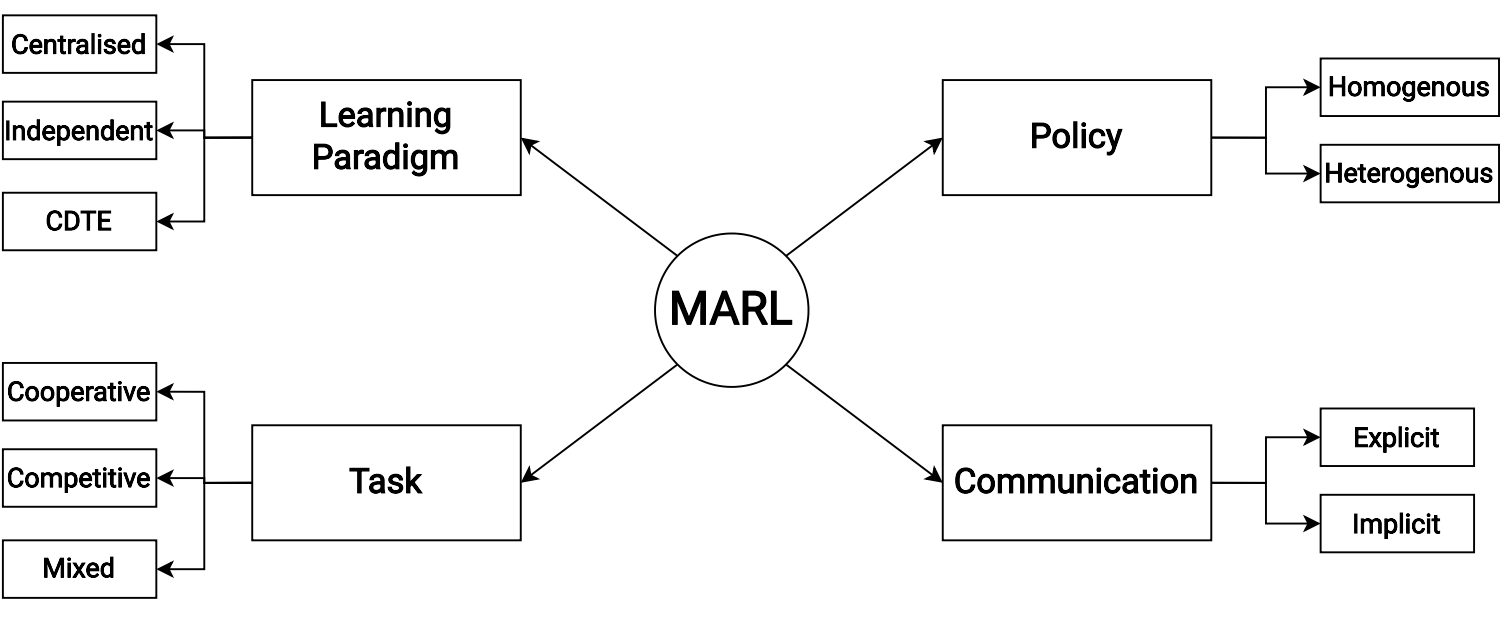 Centralised
Independent
CDTE
Learning
Paradigm
Policy
Homogenous
Heterogenous
MARL
Cooperative
Competitive
Mixed
Task
Communication
Explicit
Implicit